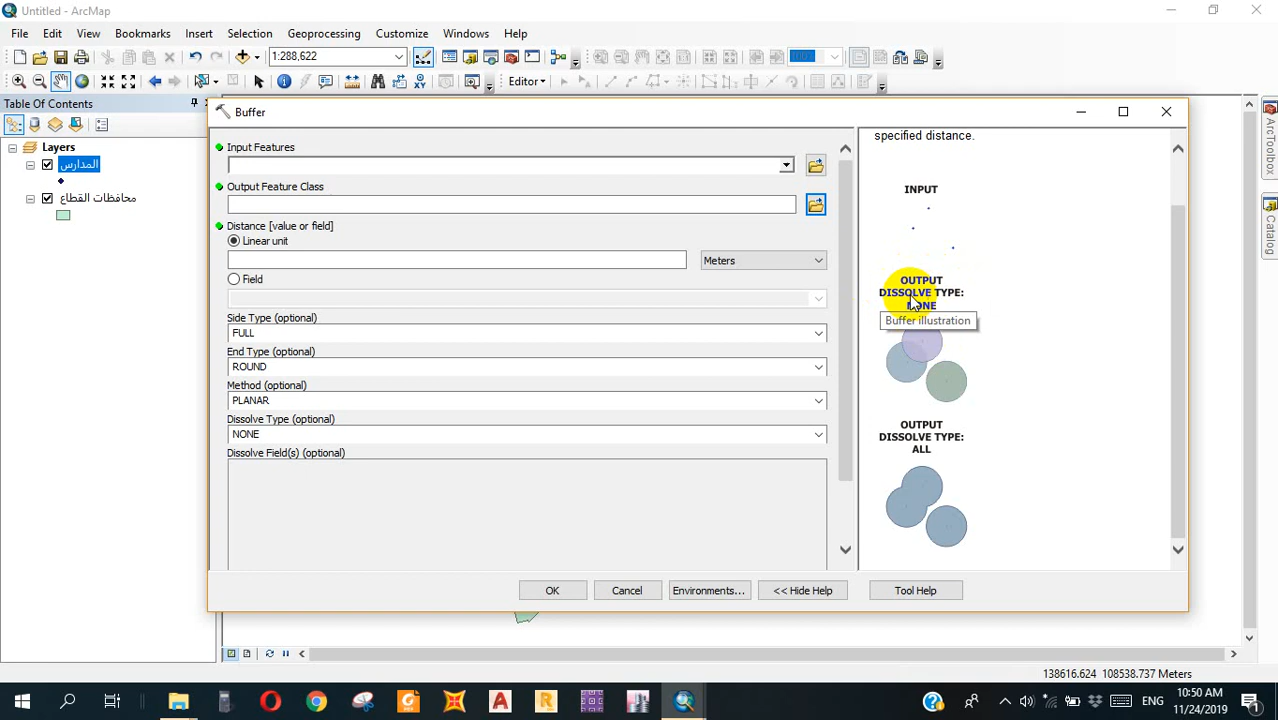 Untitled - ArcMap
File Edit View Bookmarks Insert Selection Geoprocessing Customize Windows Help
1:288,622
Editor
Table Of Contents
Layers
المدارس
محافظات القطاع
Buffer
Input Features
Output Feature Class
Distance [value or field]
Linear unit
Meters
Field
Side Type (optional)
FULL
End Type (optional)
ROUND
Method (optional)
PLANAR
Dissolve Type (optional)
NONE
Dissolve Field(s) (optional)
OK Cancel Environments... << Hide Help Tool Help
specified distance.
INPUT
OUTPUT
DISSOLVE TYPE:
NONE
Buffer illustration
OUTPUT
DISSOLVE TYPE:
ALL
ArcToolbox
Catalog
138616.624 108538.737 Meters
ENG
10:50 AM
11/24/2019